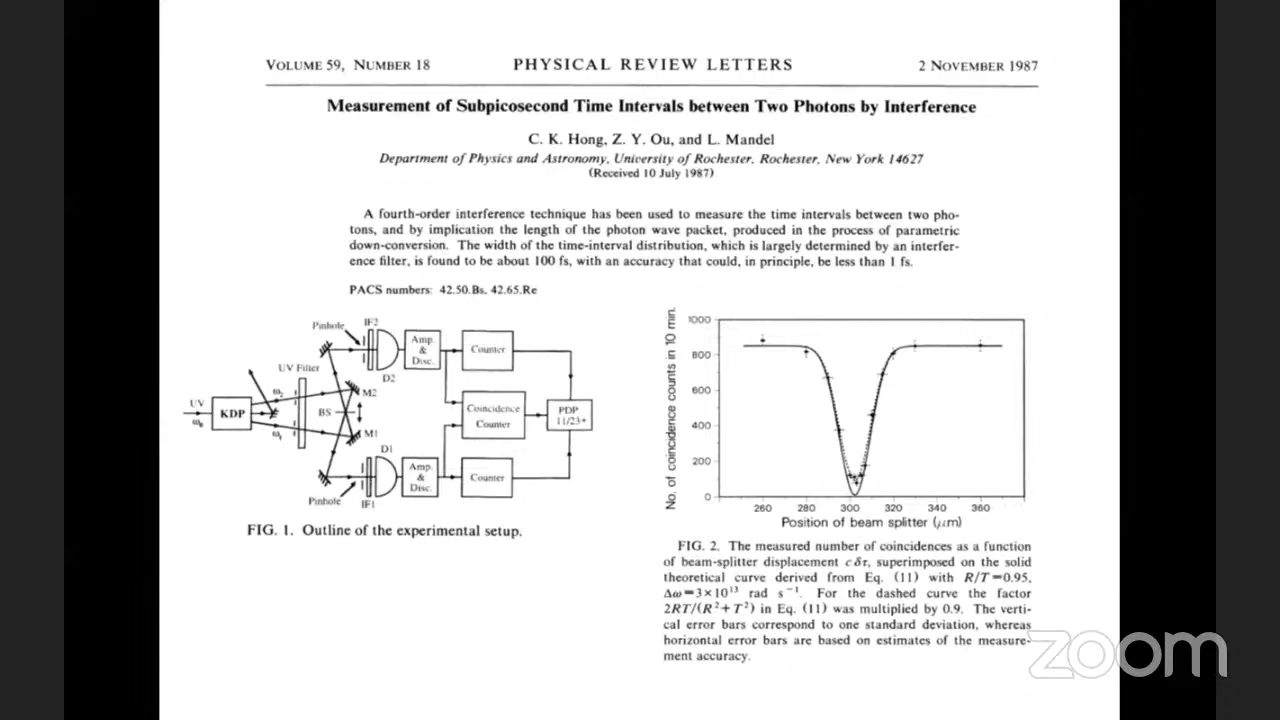 VOLUME 59, NUMBER 18 PHYSICAL REVIEW LETTERS 2 NOVEMBER 1987
Measurement of Subpicosecond Time Intervals between Two Photons by Interference
C. K. Hong, Z. Y. Ou, and L. Mandel
Department of Physics and Astronomy, University of Rochester, Rochester, New York 14627
(Received 10 July 1987)
A fourth-order interference technique has been used to measure the time intervals between two pho-
tons, and by implication the length of the photon wave packet, produced in the process of parametric
down-conversion. The width of the time-interval distribution, which is largely determined by an interfer-
ence filter, is found to be about 100 fs, with an accuracy that could, in principle, be less than 1 fs.
PACS numbers: 42.50.Bs, 42.65.Re
Pinhole IF2
Amp. & Disc.
Counter
UV Filter
D2
UV
ω₀
KDP
ω₂
ω₁
BS
M2
M1
Coincidence Counter
PDP 11/23+
D1
Amp. & Disc.
Counter
Pinhole IF1
FIG. 1. Outline of the experimental setup.
No. of coincidence counts in 10 min.
1000
800
600
400
200
0
260 280 300 320 340 360
Position of beam splitter (μm)
FIG. 2. The measured number of coincidences as a function
of beam-splitter displacement cδτ, superimposed on the solid
theoretical curve derived from Eq. (11) with R/T=0.95,
Δω=3×10¹³ rad s⁻¹. For the dashed curve the factor
2RT/(R²+T²) in Eq. (11) was multiplied by 0.9. The verti-
cal error bars correspond to one standard deviation, whereas
horizontal error bars are based on estimates of the measure-
ment accuracy.
zoom